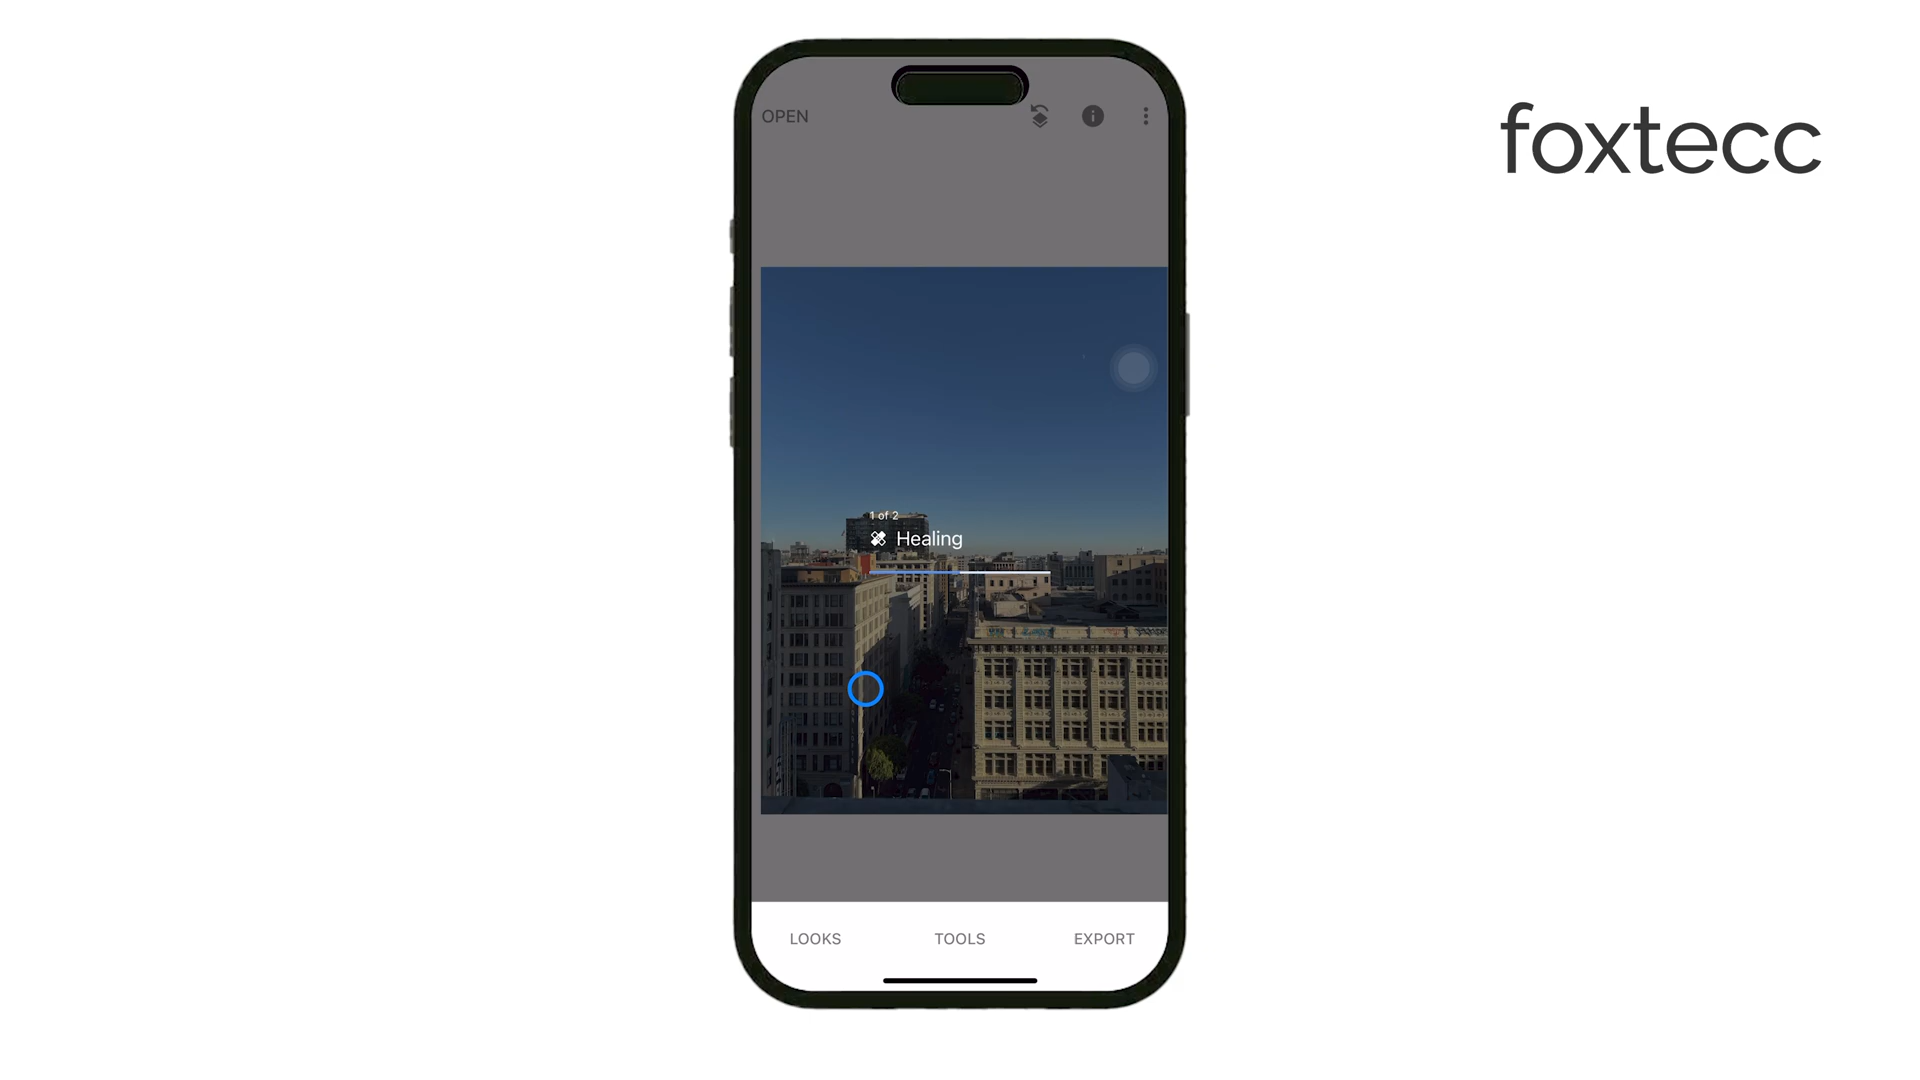 foxtecc
OPEN
1 of 2
Healing
LOOKS
TOOLS
EXPORT